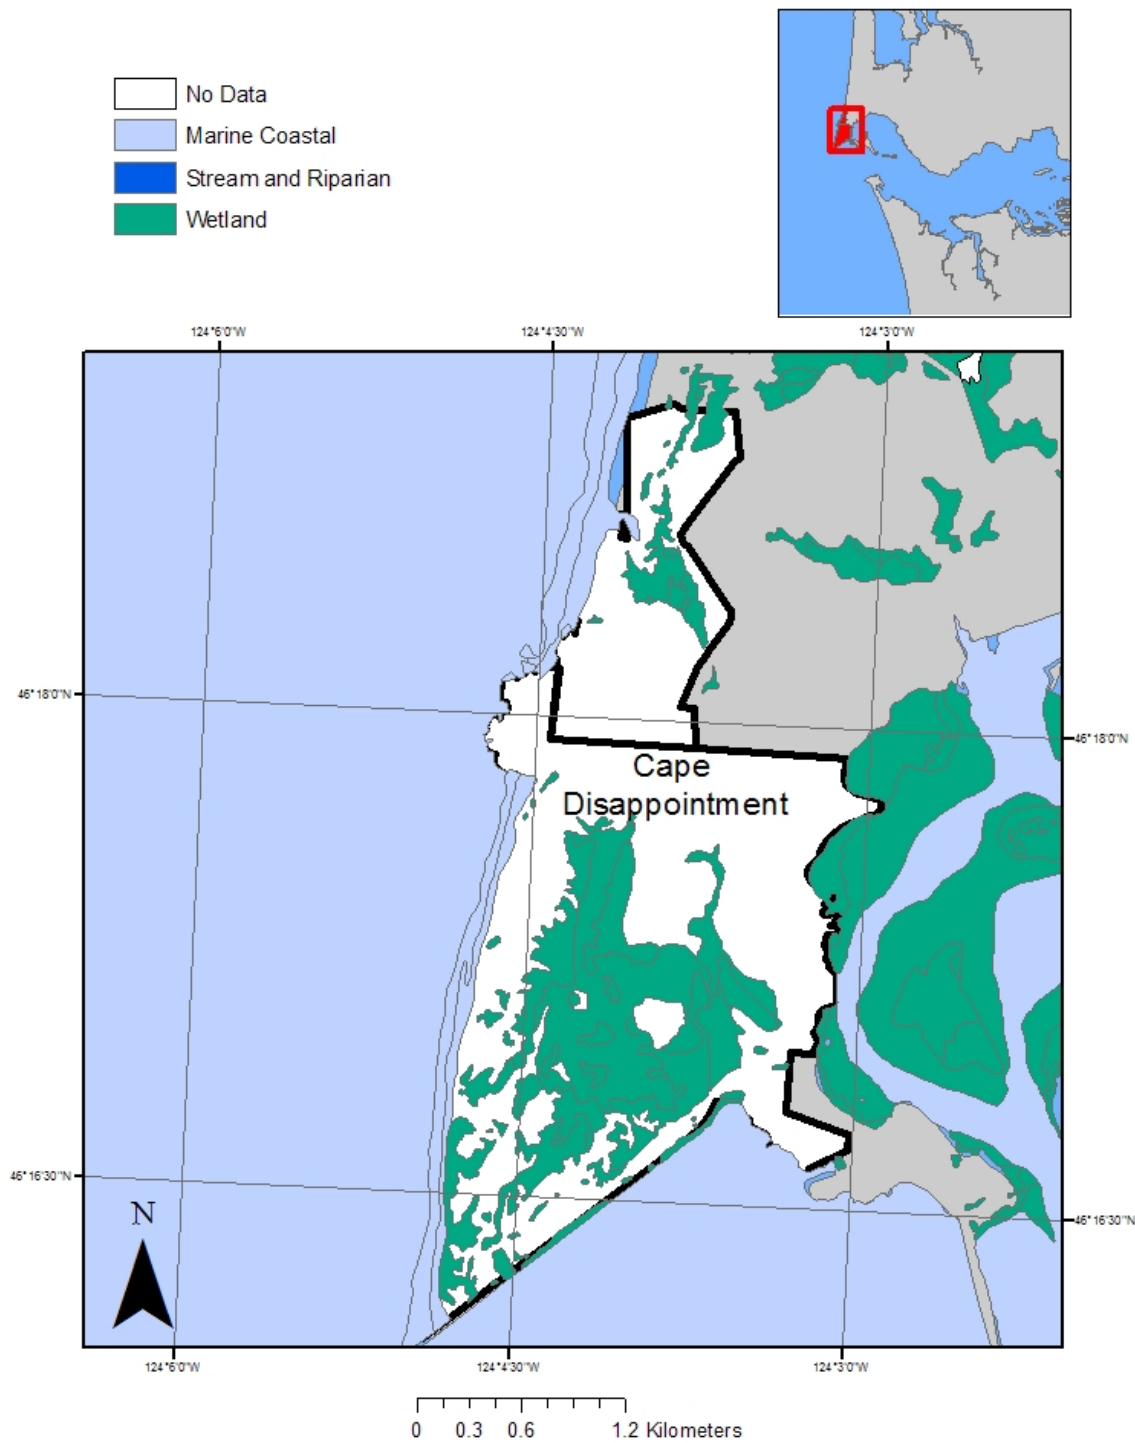 No Data
Marine Coastal
Stream and Riparian
Wetland
124°6'0"W
124°4'30"W
124°3'0"W
46°18'0"N
46°18'0"N
Cape
Disappointment
46°16'30"N
46°16'30"N
N
124°6'0"W
124°4'30"W
124°3'0"W
0 0.3 0.6 1.2 Kilometers